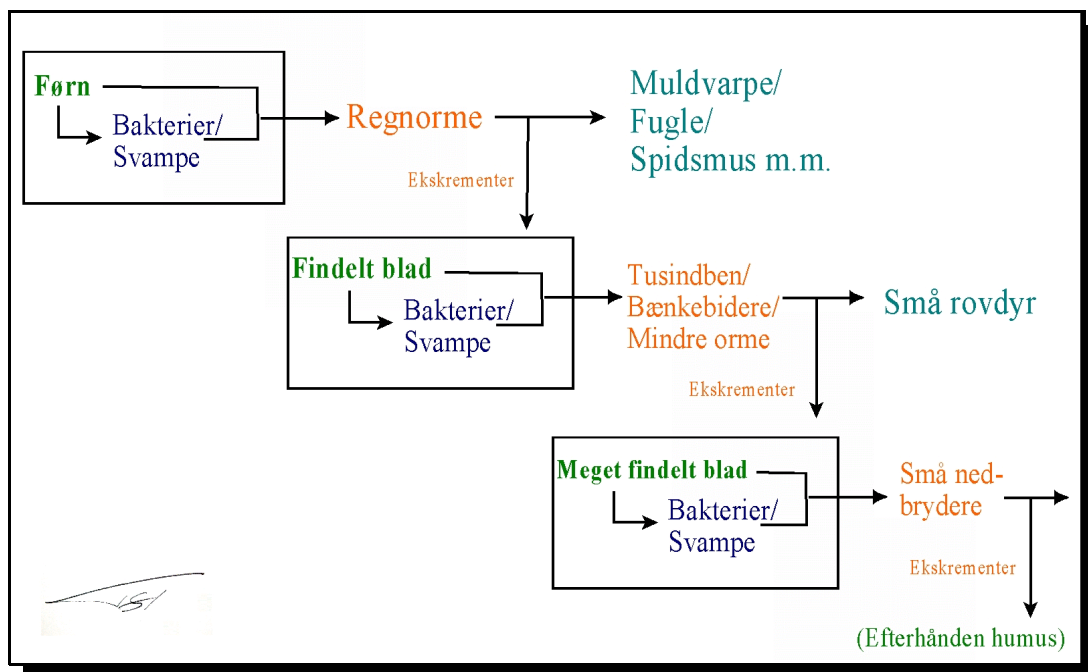 Førn
Bakterier/
Svampe
Regnorme
Muldvarpe/
Fugle/
Spidsmus m.m.
Ekskrementer
Findelt blad
Bakterier/
Svampe
Tusindben/
Bænkebidere/
Mindre orme
Små rovdyr
Ekskrementer
Meget findelt blad
Bakterier/
Svampe
Små ned-
brydere
Ekskrementer
(Efterhånden humus)